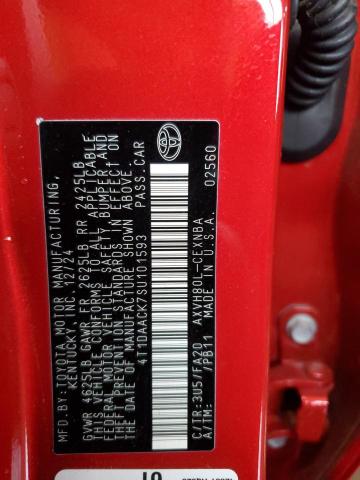 MFD. BY: TOYOTA MOTOR MANUFACTURING,
KENTUCKY, INC. 12/24
GVWR 4625LB GAWR FR 2625LB RR 2425LB
THIS VEHICLE CONFORMS TO ALL APPLICABLE
FEDERAL MOTOR VEHICLE SAFETY, BUMPER AND
THEFT PREVENTION STANDARDS IN EFFECT ON
THE DATE OF MANUFACTURE SHOWN ABOVE.
4T1DAACK7SU101593 PASS.CAR
C/TR:3U5/FA20 AXVH80L-CEXNBA
A/TM: /PB11 MADE IN U.S.A. 02560